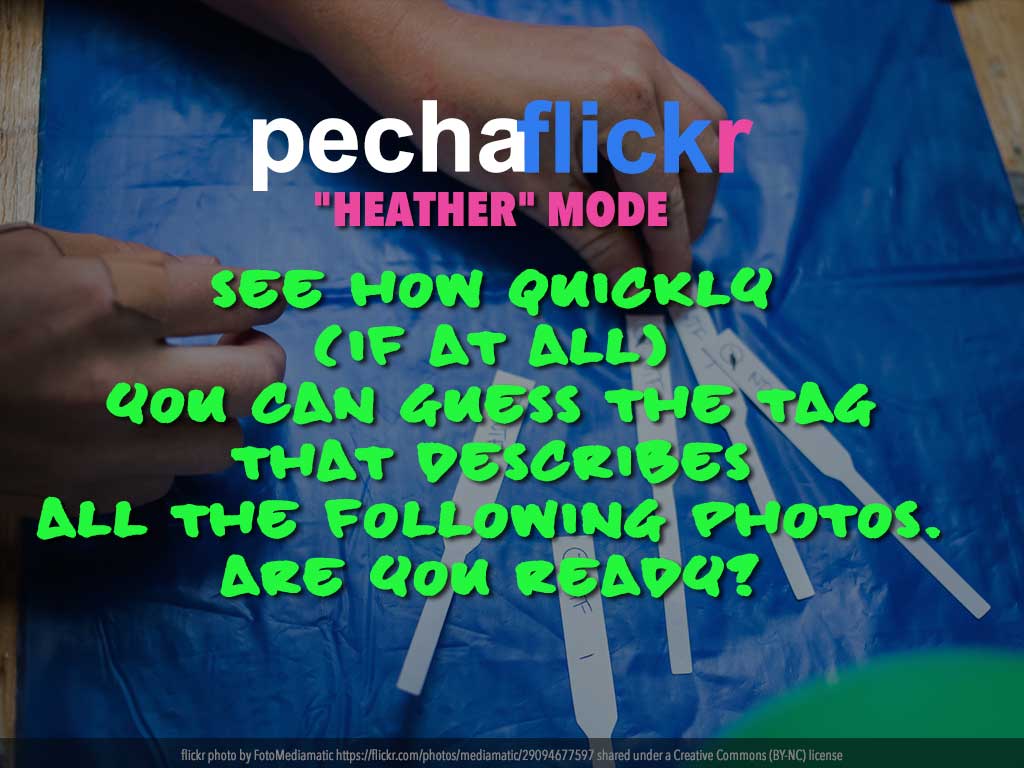 pechaflickr
"HEATHER" MODE
SEE HOW QUICKLY
(IF AT ALL)
YOU CAN GUESS THE TAG
THAT DESCRIBES
ALL THE FOLLOWING PHOTOS.
ARE YOU READY?
flickr photo by FotoMediamatic https://flickr.com/photos/mediamatic/29094677597 shared under a Creative Commons (BY-NC) license